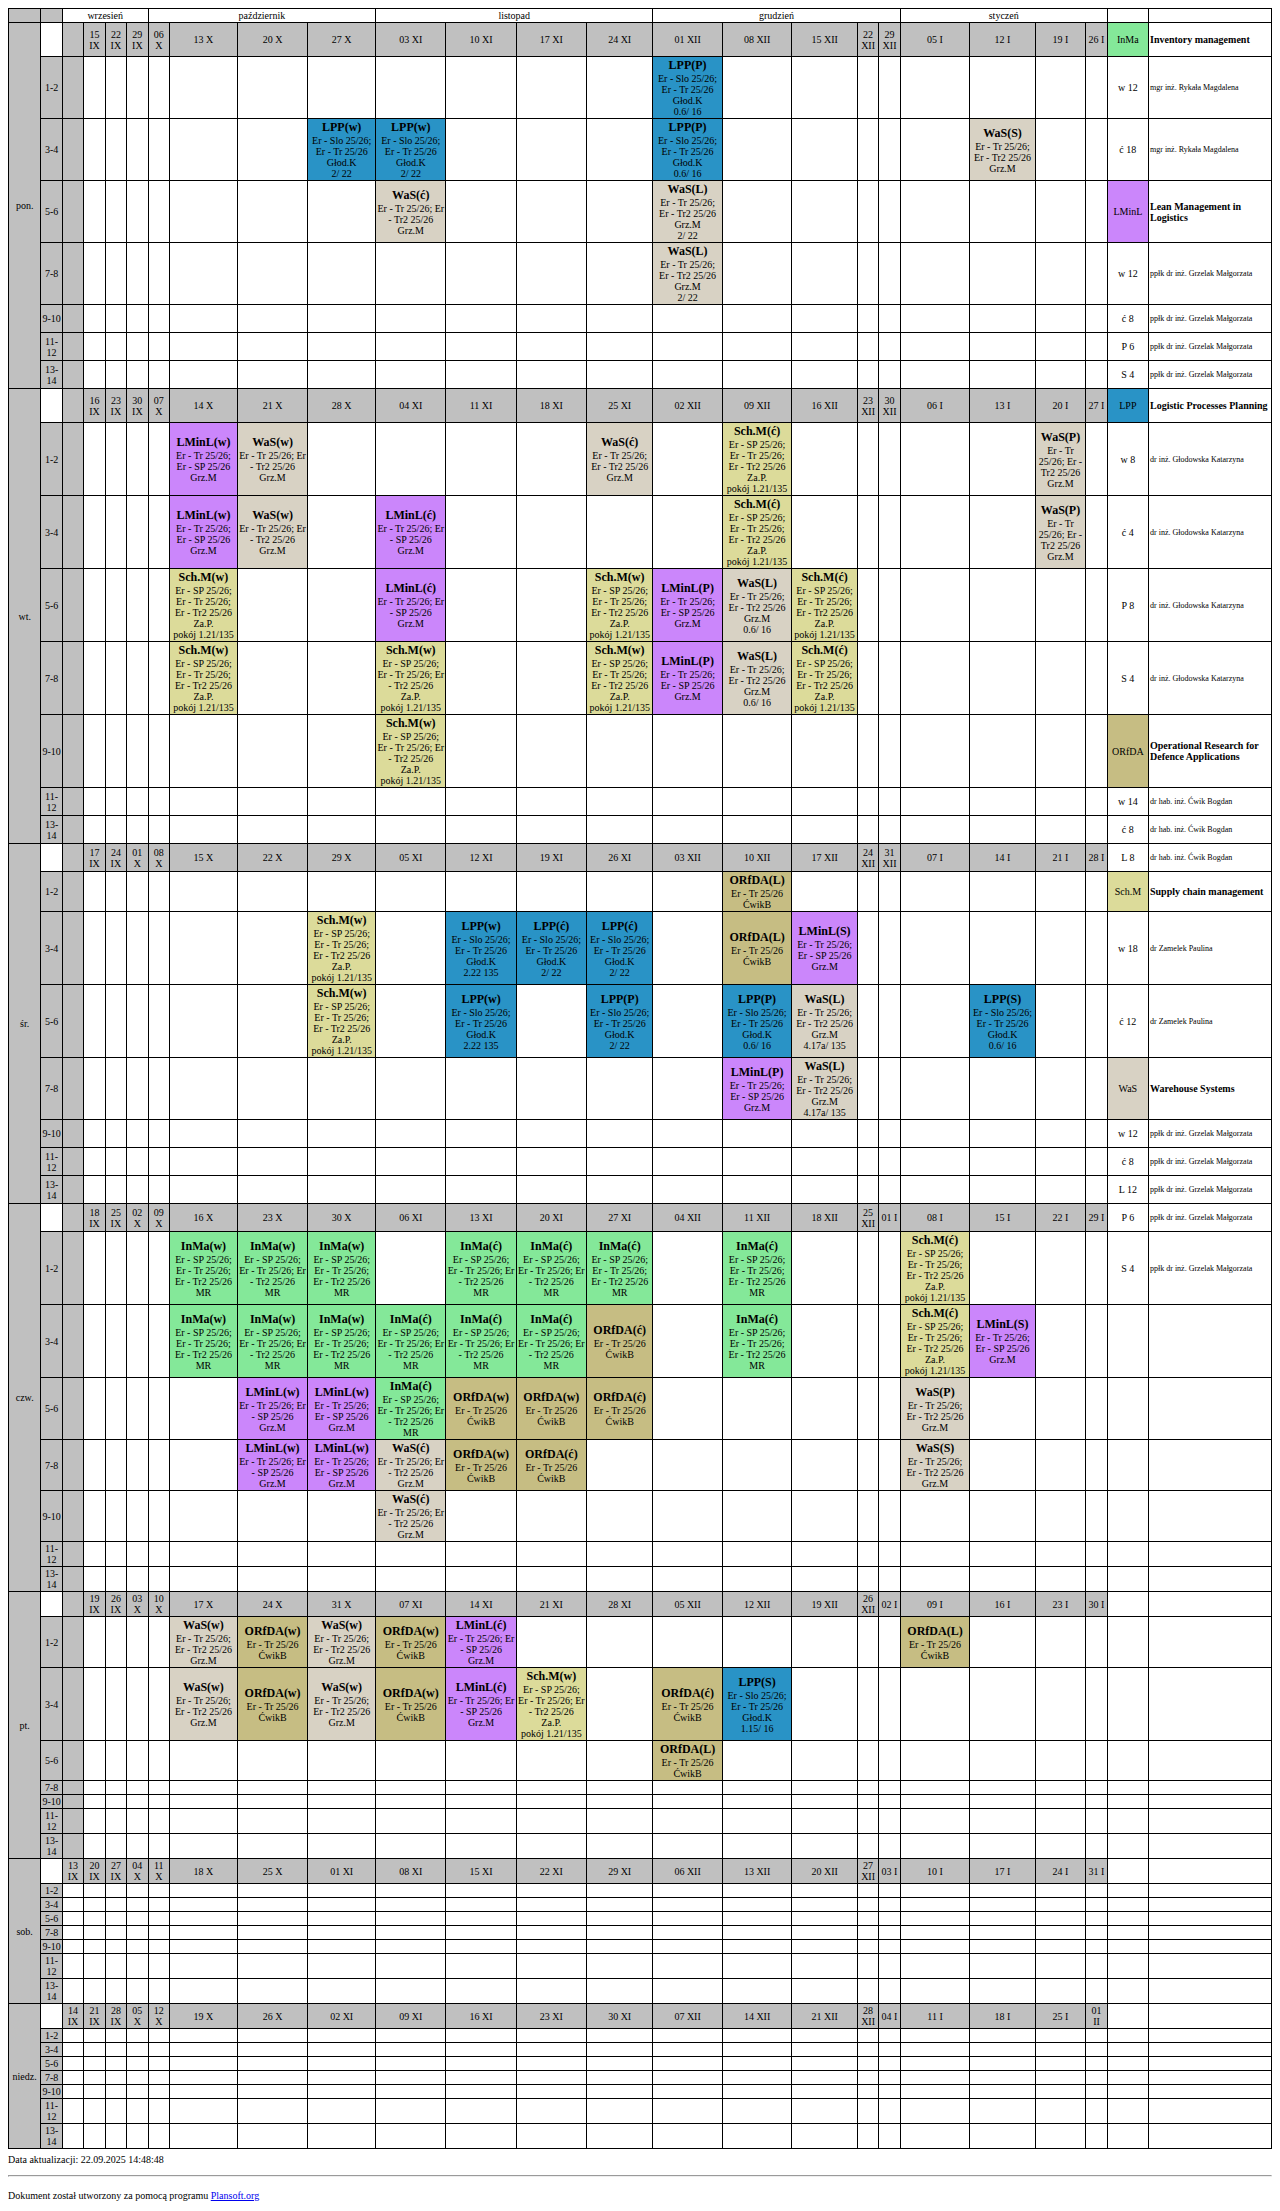 wrzesień październik listopad grudzień styczeń
pon. 15 IX 22 IX 29 IX 06 X 13 X 20 X 27 X 03 XI 10 XI 17 XI 24 XI 01 XII 08 XII 15 XII 22 XII 29 XII 05 I 12 I 19 I 26 I InMa Inventory management
1-2 LPP(P) Er - Slo 25/26; Er - Tr 25/26 Głod.K 0.6/ 16 w 12 mgr inż. Rykała Magdalena
3-4 LPP(w) Er - Slo 25/26; Er - Tr 25/26 Głod.K 2/ 22 LPP(w) Er - Slo 25/26; Er - Tr 25/26 Głod.K 2/ 22 LPP(P) Er - Slo 25/26; Er - Tr 25/26 Głod.K 0.6/ 16 WaS(S) Er - Tr 25/26; Er - Tr2 25/26 Grz.M ć 18 mgr inż. Rykała Magdalena
5-6 WaS(ć) Er - Tr 25/26; Er - Tr2 25/26 Grz.M WaS(L) Er - Tr 25/26; Er - Tr2 25/26 Grz.M 2/ 22 LMinL Lean Management in Logistics
7-8 WaS(L) Er - Tr 25/26; Er - Tr2 25/26 Grz.M 2/ 22 w 12 ppłk dr inż. Grzelak Małgorzata
9-10 ć 8 ppłk dr inż. Grzelak Małgorzata
11-12 P 6 ppłk dr inż. Grzelak Małgorzata
13-14 S 4 ppłk dr inż. Grzelak Małgorzata
wt. 16 IX 23 IX 30 IX 07 X 14 X 21 X 28 X 04 XI 11 XI 18 XI 25 XI 02 XII 09 XII 16 XII 23 XII 30 XII 06 I 13 I 20 I 27 I LPP Logistic Processes Planning
1-2 LMinL(w) Er - Tr 25/26; Er - SP 25/26 Grz.M WaS(w) Er - Tr 25/26; Er - Tr2 25/26 Grz.M WaS(ć) Er - Tr 25/26; Er - Tr2 25/26 Grz.M Sch.M(ć) Er - SP 25/26; Er - Tr 25/26; Er - Tr2 25/26 Za.P. pokój 1.21/135 WaS(P) Er - Tr 25/26; Er - Tr2 25/26 Grz.M w 8 dr inż. Głodowska Katarzyna
3-4 LMinL(w) Er - Tr 25/26; Er - SP 25/26 Grz.M WaS(w) Er - Tr 25/26; Er - Tr2 25/26 Grz.M LMinL(ć) Er - Tr 25/26; Er - SP 25/26 Grz.M Sch.M(ć) Er - SP 25/26; Er - Tr 25/26; Er - Tr2 25/26 Za.P. pokój 1.21/135 WaS(P) Er - Tr 25/26; Er - Tr2 25/26 Grz.M ć 4 dr inż. Głodowska Katarzyna
5-6 Sch.M(w) Er - SP 25/26; Er - Tr 25/26; Er - Tr2 25/26 Za.P. pokój 1.21/135 LMinL(ć) Er - Tr 25/26; Er - SP 25/26 Grz.M Sch.M(w) Er - SP 25/26; Er - Tr 25/26; Er - Tr2 25/26 Za.P. pokój 1.21/135 LMinL(P) Er - Tr 25/26; Er - SP 25/26 Grz.M WaS(L) Er - Tr 25/26; Er - Tr2 25/26 Grz.M 0.6/ 16 Sch.M(ć) Er - SP 25/26; Er - Tr 25/26; Er - Tr2 25/26 Za.P. pokój 1.21/135 P 8 dr inż. Głodowska Katarzyna
7-8 Sch.M(w) Er - SP 25/26; Er - Tr 25/26; Er - Tr2 25/26 Za.P. pokój 1.21/135 Sch.M(w) Er - SP 25/26; Er - Tr 25/26; Er - Tr2 25/26 Za.P. pokój 1.21/135 Sch.M(w) Er - SP 25/26; Er - Tr 25/26; Er - Tr2 25/26 Za.P. pokój 1.21/135 LMinL(P) Er - Tr 25/26; Er - SP 25/26 Grz.M WaS(L) Er - Tr 25/26; Er - Tr2 25/26 Grz.M 0.6/ 16 Sch.M(ć) Er - SP 25/26; Er - Tr 25/26; Er - Tr2 25/26 Za.P. pokój 1.21/135 S 4 dr inż. Głodowska Katarzyna
9-10 Sch.M(w) Er - SP 25/26; Er - Tr 25/26; Er - Tr2 25/26 Za.P. pokój 1.21/135 ORfDA Operational Research for Defence Applications
11-12 w 14 dr hab. inż. Ćwik Bogdan
13-14 ć 8 dr hab. inż. Ćwik Bogdan
śr. 17 IX 24 IX 01 X 08 X 15 X 22 X 29 X 05 XI 12 XI 19 XI 26 XI 03 XII 10 XII 17 XII 24 XII 31 XII 07 I 14 I 21 I 28 I L 8 dr hab. inż. Ćwik Bogdan
1-2 ORfDA(L) Er - Tr 25/26 ĆwikB Sch.M Supply chain management
3-4 Sch.M(w) Er - SP 25/26; Er - Tr 25/26; Er - Tr2 25/26 Za.P. pokój 1.21/135 LPP(w) Er - Slo 25/26; Er - Tr 25/26 Głod.K 2.22 135 LPP(ć) Er - Slo 25/26; Er - Tr 25/26 Głod.K 2/ 22 LPP(ć) Er - Slo 25/26; Er - Tr 25/26 Głod.K 2/ 22 ORfDA(L) Er - Tr 25/26 ĆwikB LMinL(S) Er - Tr 25/26; Er - SP 25/26 Grz.M w 18 dr Zamelek Paulina
5-6 Sch.M(w) Er - SP 25/26; Er - Tr 25/26; Er - Tr2 25/26 Za.P. pokój 1.21/135 LPP(w) Er - Slo 25/26; Er - Tr 25/26 Głod.K 2.22 135 LPP(P) Er - Slo 25/26; Er - Tr 25/26 Głod.K 2/ 22 LPP(P) Er - Slo 25/26; Er - Tr 25/26 Głod.K 0.6/ 16 WaS(L) Er - Tr 25/26; Er - Tr2 25/26 Grz.M 4.17a/ 135 LPP(S) Er - Slo 25/26; Er - Tr 25/26 Głod.K 0.6/ 16 ć 12 dr Zamelek Paulina
7-8 LMinL(P) Er - Tr 25/26; Er - SP 25/26 Grz.M WaS(L) Er - Tr 25/26; Er - Tr2 25/26 Grz.M 4.17a/ 135 WaS Warehouse Systems
9-10 w 12 ppłk dr inż. Grzelak Małgorzata
11-12 ć 8 ppłk dr inż. Grzelak Małgorzata
13-14 L 12 ppłk dr inż. Grzelak Małgorzata
czw. 18 IX 25 IX 02 X 09 X 16 X 23 X 30 X 06 XI 13 XI 20 XI 27 XI 04 XII 11 XII 18 XII 25 XII 01 I 08 I 15 I 22 I 29 I P 6 ppłk dr inż. Grzelak Małgorzata
1-2 InMa(w) Er - SP 25/26; Er - Tr 25/26; Er - Tr2 25/26 MR InMa(w) Er - SP 25/26; Er - Tr 25/26; Er - Tr2 25/26 MR InMa(w) Er - SP 25/26; Er - Tr 25/26; Er - Tr2 25/26 MR InMa(ć) Er - SP 25/26; Er - Tr 25/26; Er - Tr2 25/26 MR InMa(ć) Er - SP 25/26; Er - Tr 25/26; Er - Tr2 25/26 MR InMa(ć) Er - SP 25/26; Er - Tr 25/26; Er - Tr2 25/26 MR InMa(ć) Er - SP 25/26; Er - Tr 25/26; Er - Tr2 25/26 MR Sch.M(ć) Er - SP 25/26; Er - Tr 25/26; Er - Tr2 25/26 Za.P. pokój 1.21/135 S 4 ppłk dr inż. Grzelak Małgorzata
3-4 InMa(w) Er - SP 25/26; Er - Tr 25/26; Er - Tr2 25/26 MR InMa(w) Er - SP 25/26; Er - Tr 25/26; Er - Tr2 25/26 MR InMa(w) Er - SP 25/26; Er - Tr 25/26; Er - Tr2 25/26 MR InMa(ć) Er - SP 25/26; Er - Tr 25/26; Er - Tr2 25/26 MR InMa(ć) Er - SP 25/26; Er - Tr 25/26; Er - Tr2 25/26 MR InMa(ć) Er - SP 25/26; Er - Tr 25/26; Er - Tr2 25/26 MR ORfDA(ć) Er - Tr 25/26 ĆwikB InMa(ć) Er - SP 25/26; Er - Tr 25/26; Er - Tr2 25/26 MR Sch.M(ć) Er - SP 25/26; Er - Tr 25/26; Er - Tr2 25/26 Za.P. pokój 1.21/135 LMinL(S) Er - Tr 25/26; Er - SP 25/26 Grz.M
5-6 LMinL(w) Er - Tr 25/26; Er - SP 25/26 Grz.M LMinL(w) Er - Tr 25/26; Er - SP 25/26 Grz.M InMa(ć) Er - SP 25/26; Er - Tr 25/26; Er - Tr2 25/26 MR ORfDA(w) Er - Tr 25/26 ĆwikB ORfDA(w) Er - Tr 25/26 ĆwikB ORfDA(ć) Er - Tr 25/26 ĆwikB WaS(P) Er - Tr 25/26; Er - Tr2 25/26 Grz.M
7-8 LMinL(w) Er - Tr 25/26; Er - SP 25/26 Grz.M LMinL(w) Er - Tr 25/26; Er - SP 25/26 Grz.M WaS(ć) Er - Tr 25/26; Er - Tr2 25/26 Grz.M ORfDA(w) Er - Tr 25/26 ĆwikB ORfDA(ć) Er - Tr 25/26 ĆwikB WaS(S) Er - Tr 25/26; Er - Tr2 25/26 Grz.M
9-10 WaS(ć) Er - Tr 25/26; Er - Tr2 25/26 Grz.M
11-12
13-14
pt. 19 IX 26 IX 03 X 10 X 17 X 24 X 31 X 07 XI 14 XI 21 XI 28 XI 05 XII 12 XII 19 XII 26 XII 02 I 09 I 16 I 23 I 30 I
1-2 WaS(w) Er - Tr 25/26; Er - Tr2 25/26 Grz.M ORfDA(w) Er - Tr 25/26 ĆwikB WaS(w) Er - Tr 25/26; Er - Tr2 25/26 Grz.M ORfDA(w) Er - Tr 25/26 ĆwikB LMinL(ć) Er - Tr 25/26; Er - SP 25/26 Grz.M ORfDA(L) Er - Tr 25/26 ĆwikB
3-4 WaS(w) Er - Tr 25/26; Er - Tr2 25/26 Grz.M ORfDA(w) Er - Tr 25/26 ĆwikB WaS(w) Er - Tr 25/26; Er - Tr2 25/26 Grz.M ORfDA(w) Er - Tr 25/26 ĆwikB LMinL(ć) Er - Tr 25/26; Er - SP 25/26 Grz.M Sch.M(w) Er - SP 25/26; Er - Tr 25/26; Er - Tr2 25/26 Za.P. pokój 1.21/135 ORfDA(ć) Er - Tr 25/26 ĆwikB LPP(S) Er - Slo 25/26; Er - Tr 25/26 Głod.K 1.15/ 16
5-6 ORfDA(L) Er - Tr 25/26 ĆwikB
7-8
9-10
11-12
13-14
sob. 13 IX 20 IX 27 IX 04 X 11 X 18 X 25 X 01 XI 08 XI 15 XI 22 XI 29 XI 06 XII 13 XII 20 XII 27 XII 03 I 10 I 17 I 24 I 31 I
1-2
3-4
5-6
7-8
9-10
11-12
13-14
niedz. 14 IX 21 IX 28 IX 05 X 12 X 19 X 26 X 02 XI 09 XI 16 XI 23 XI 30 XI 07 XII 14 XII 21 XII 28 XII 04 I 11 I 18 I 25 I 01 II
1-2
3-4
5-6
7-8
9-10
11-12
13-14
Data aktualizacji: 22.09.2025 14:48:48
Dokument został utworzony za pomocą programu Plansoft.org